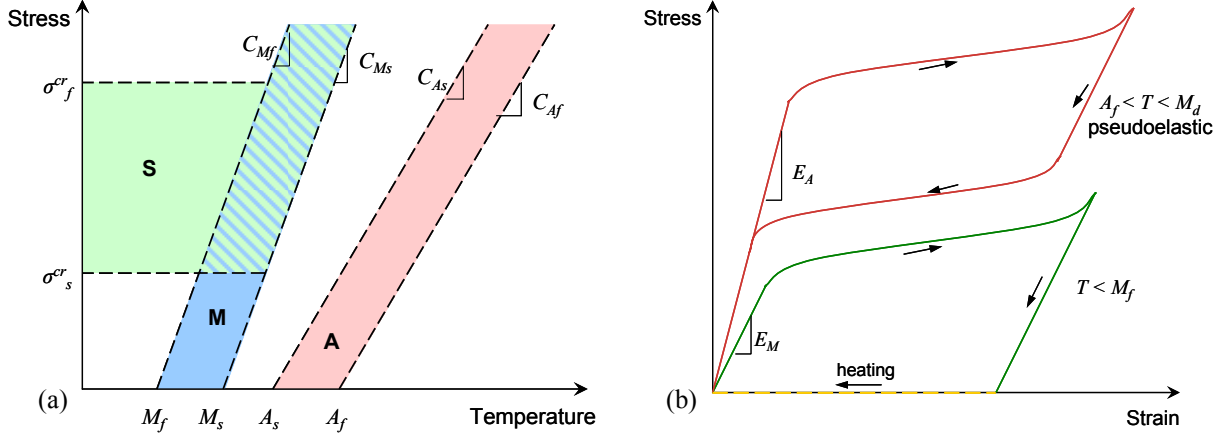 Stress
C_Mf
C_Ms
σ^cr_f
C_As
C_Af
S
σ^cr_s
M
A
(a)
M_f
M_s
A_s
A_f
Temperature
Stress
A_f < T < M_d
pseudoelastic
E_A
T < M_f
E_M
heating
(b)
Strain